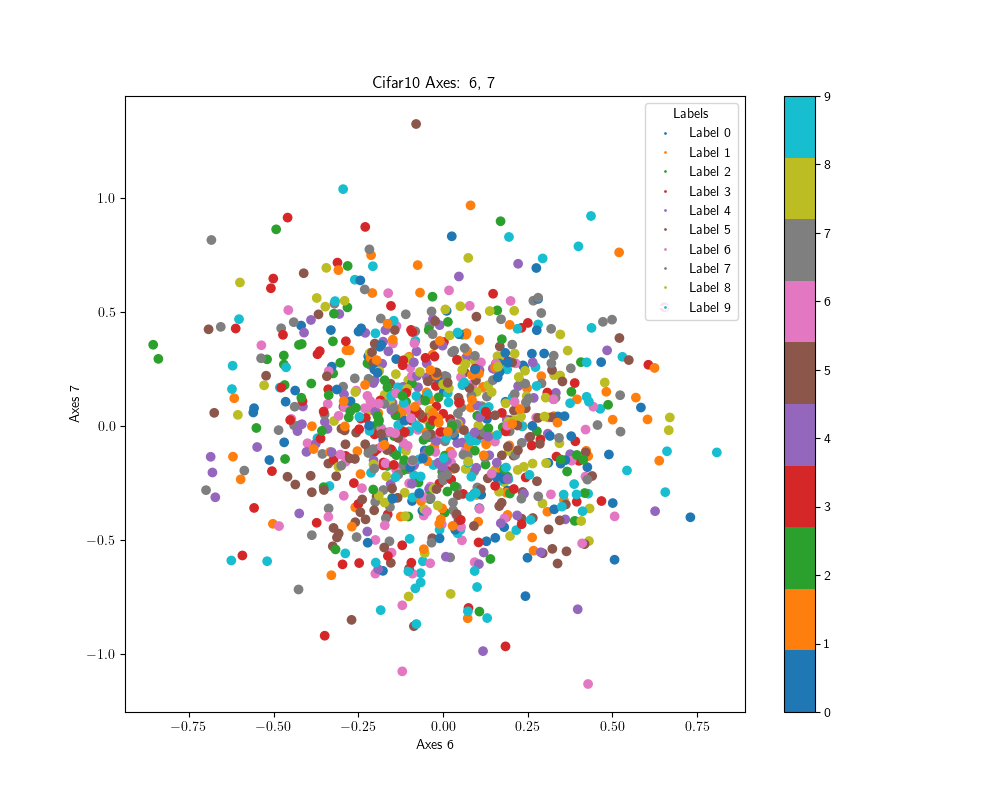 Cifar10 Axes: 6, 7
Labels
Label 0
Label 1
Label 2
Label 3
Label 4
Label 5
Label 6
Label 7
Label 8
Label 9
1.0
0.5
0.0
−0.5
−1.0
Axes 7
−0.75 −0.50 −0.25 0.00 0.25 0.50 0.75
Axes 6
9
8
7
6
5
4
3
2
1
0